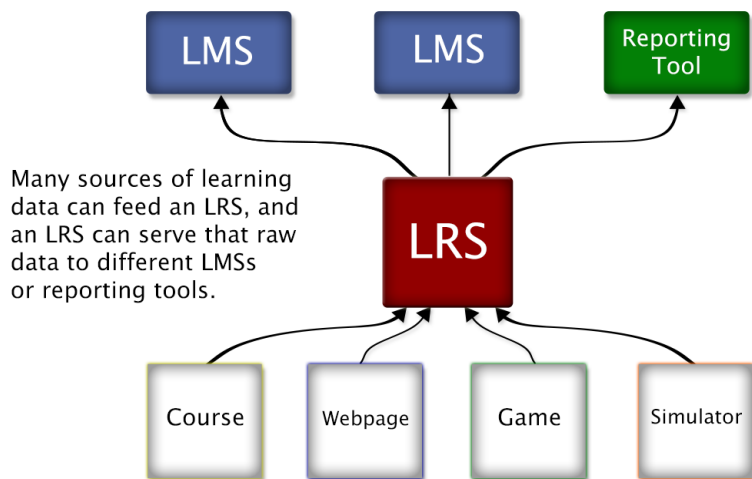 LMS
LMS
Reporting
Tool
Many sources of learning
data can feed an LRS, and
an LRS can serve that raw
data to different LMSs
or reporting tools.
LRS
Course
Webpage
Game
Simulator